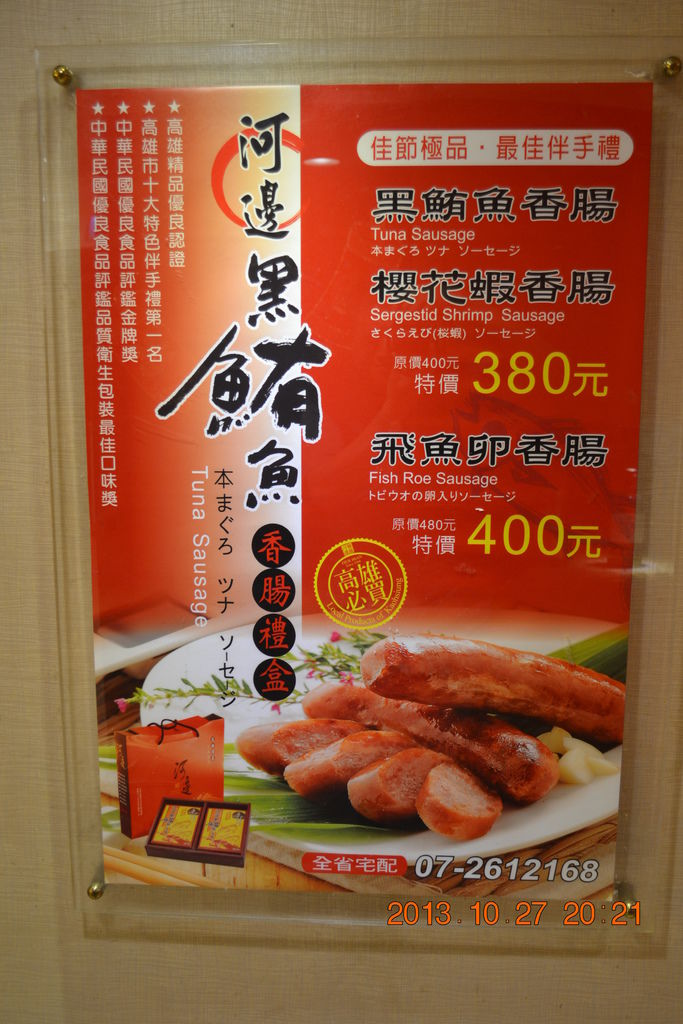 佳節極品·最佳伴手禮
黑鮪魚香腸
Tuna Sausage
本まぐろ ツナ ソーセージ
櫻花蝦香腸
Sergestid Shrimp Sausage
さくらえび(桜蝦) ソーセージ
原價400元
特價 380元
飛魚卵香腸
Fish Roe Sausage
トビウオの卵入りソーセージ
原價480元
特價 400元
河邊黑鮪魚
香腸禮盒
本まぐろ ツナ ソーセージ
Tuna Sausage
★高雄精品優良認證
★高雄市十大特色伴手禮第一名
★中華民國優良食品評鑑金牌獎
★中華民國優良食品評鑑品質衛生包裝最佳口味獎
高雄必買
Local Products of Kaohsiung
河邊
全省宅配 07-2612168
2013.10.27 20:21